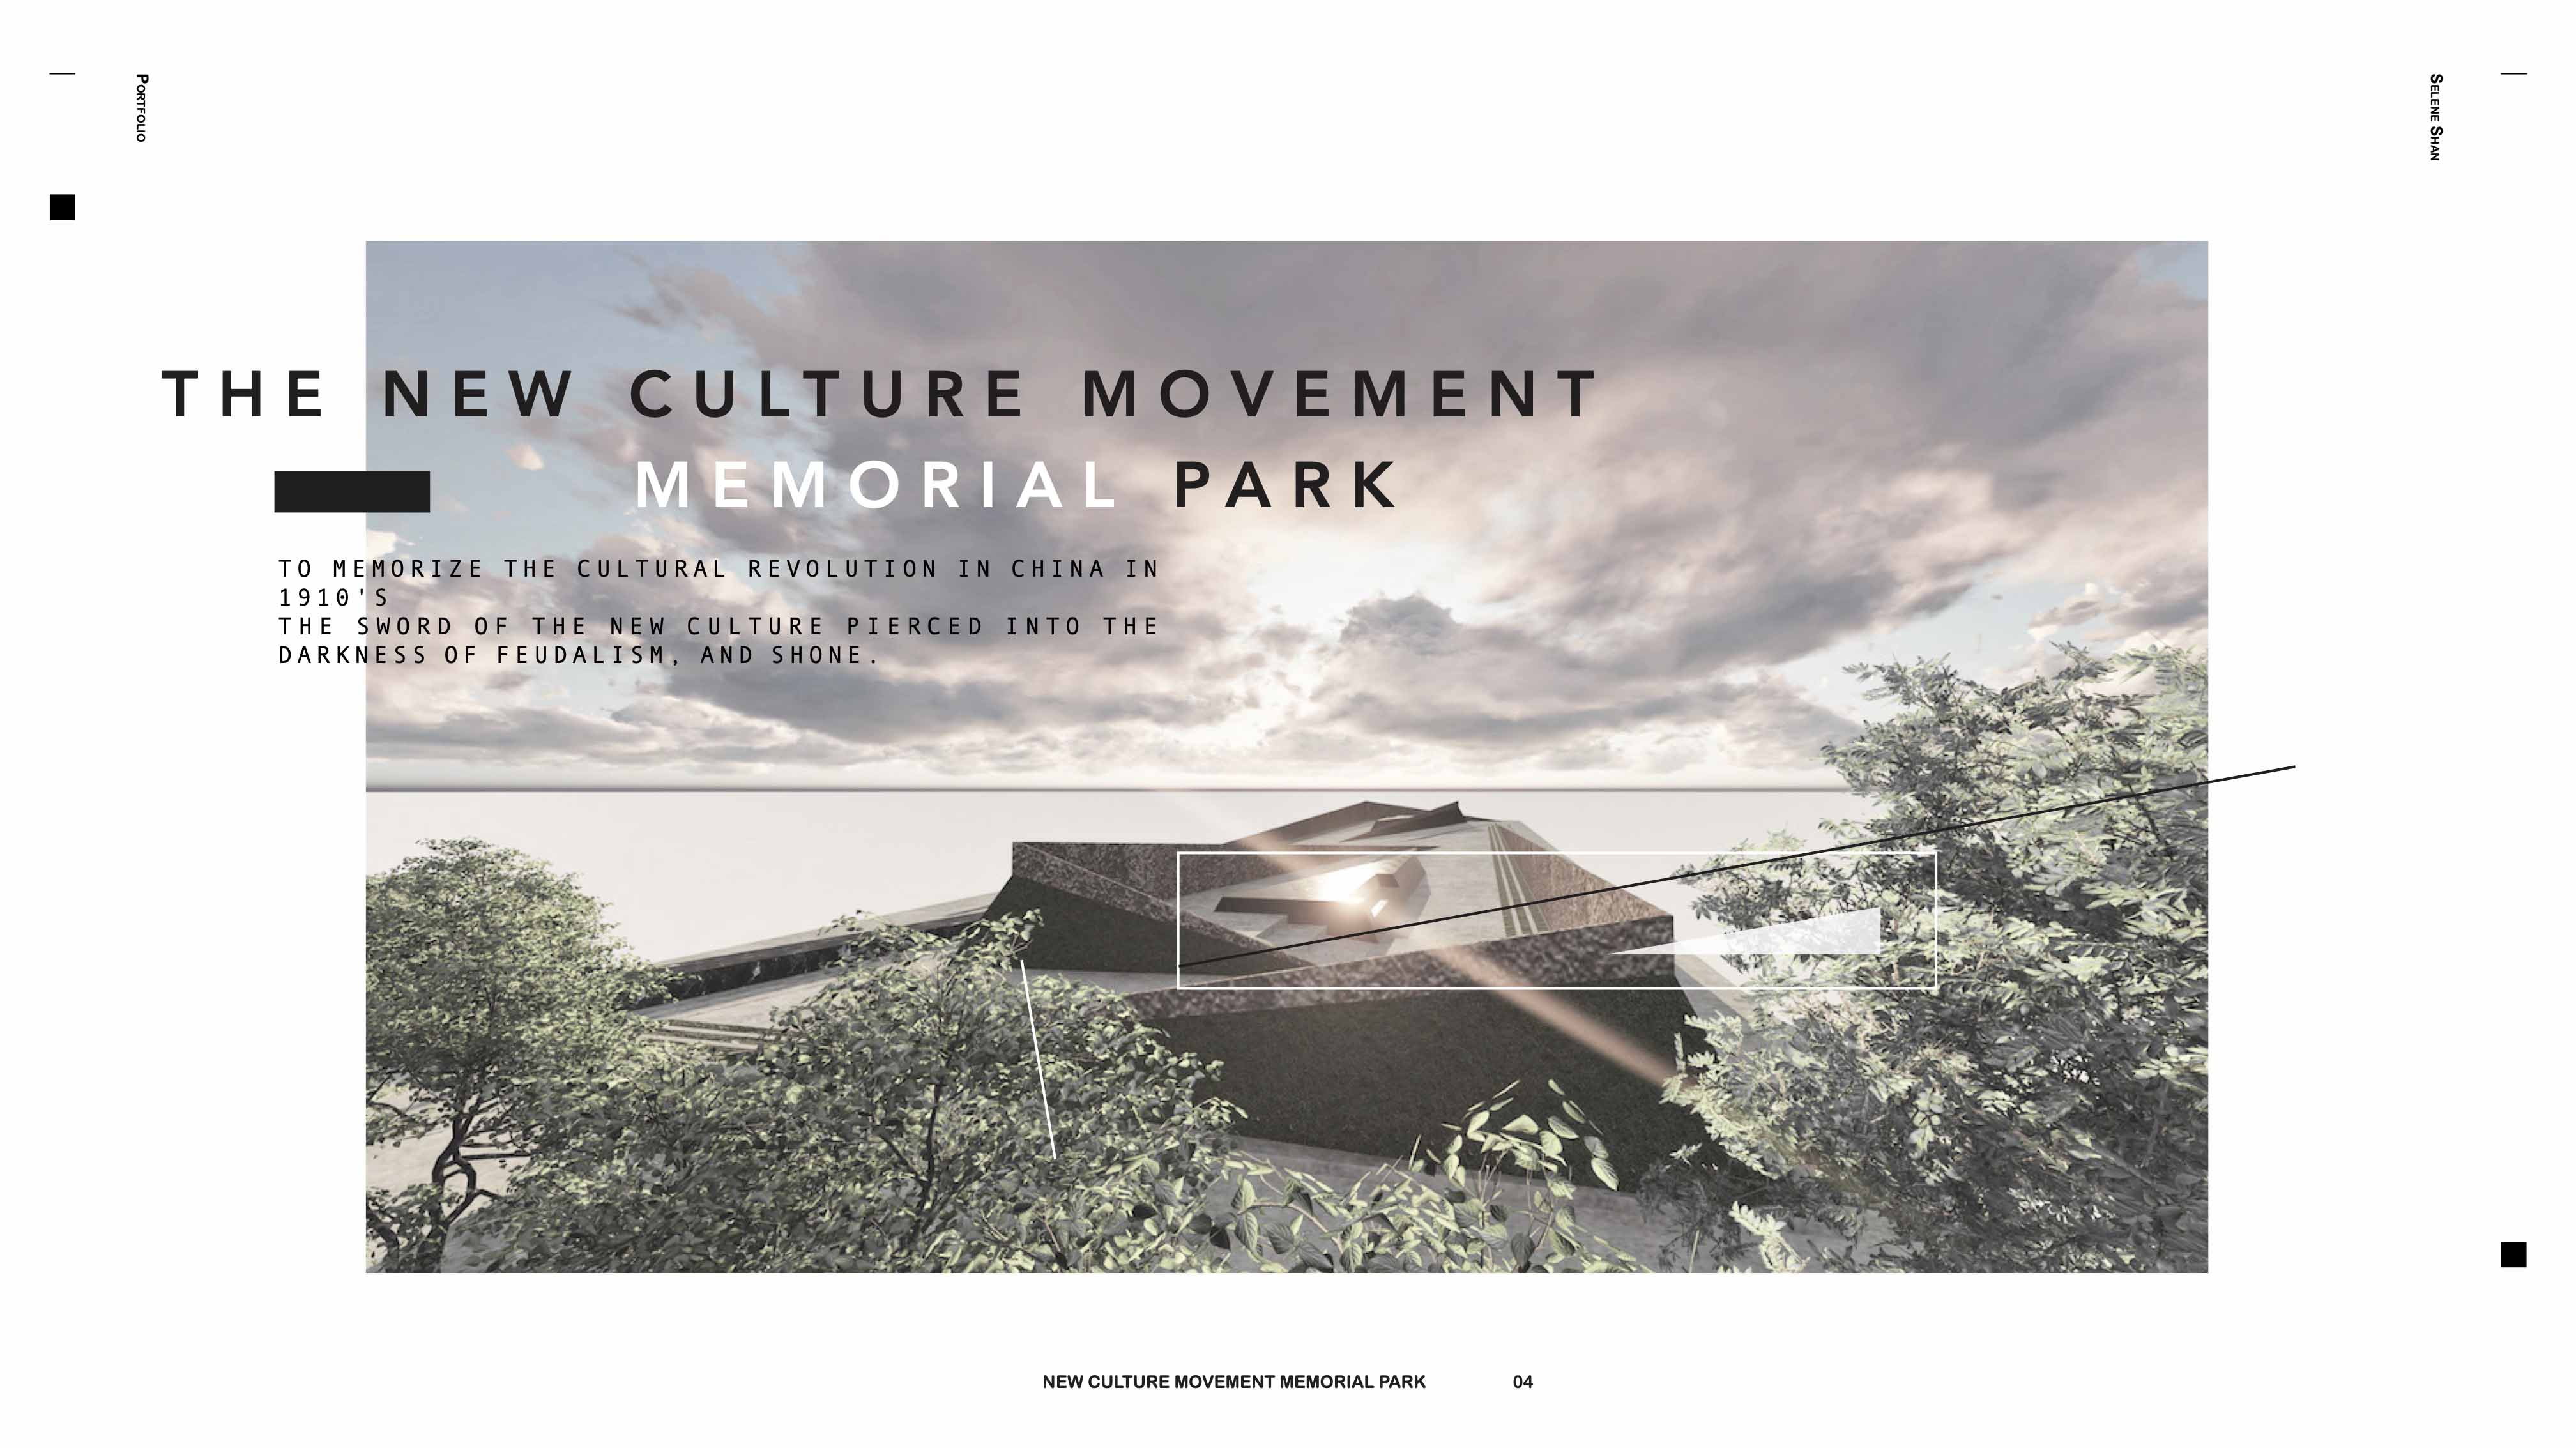 PORTFOLIO
SELENE SHAN
THE NEW CULTURE MOVEMENT
MEMORIAL PARK
TO MEMORIZE THE CULTURAL REVOLUTION IN CHINA IN
1910'S
THE SWORD OF THE NEW CULTURE PIERCED INTO THE
DARKNESS OF FEUDALISM, AND SHONE.
NEW CULTURE MOVEMENT MEMORIAL PARK 04